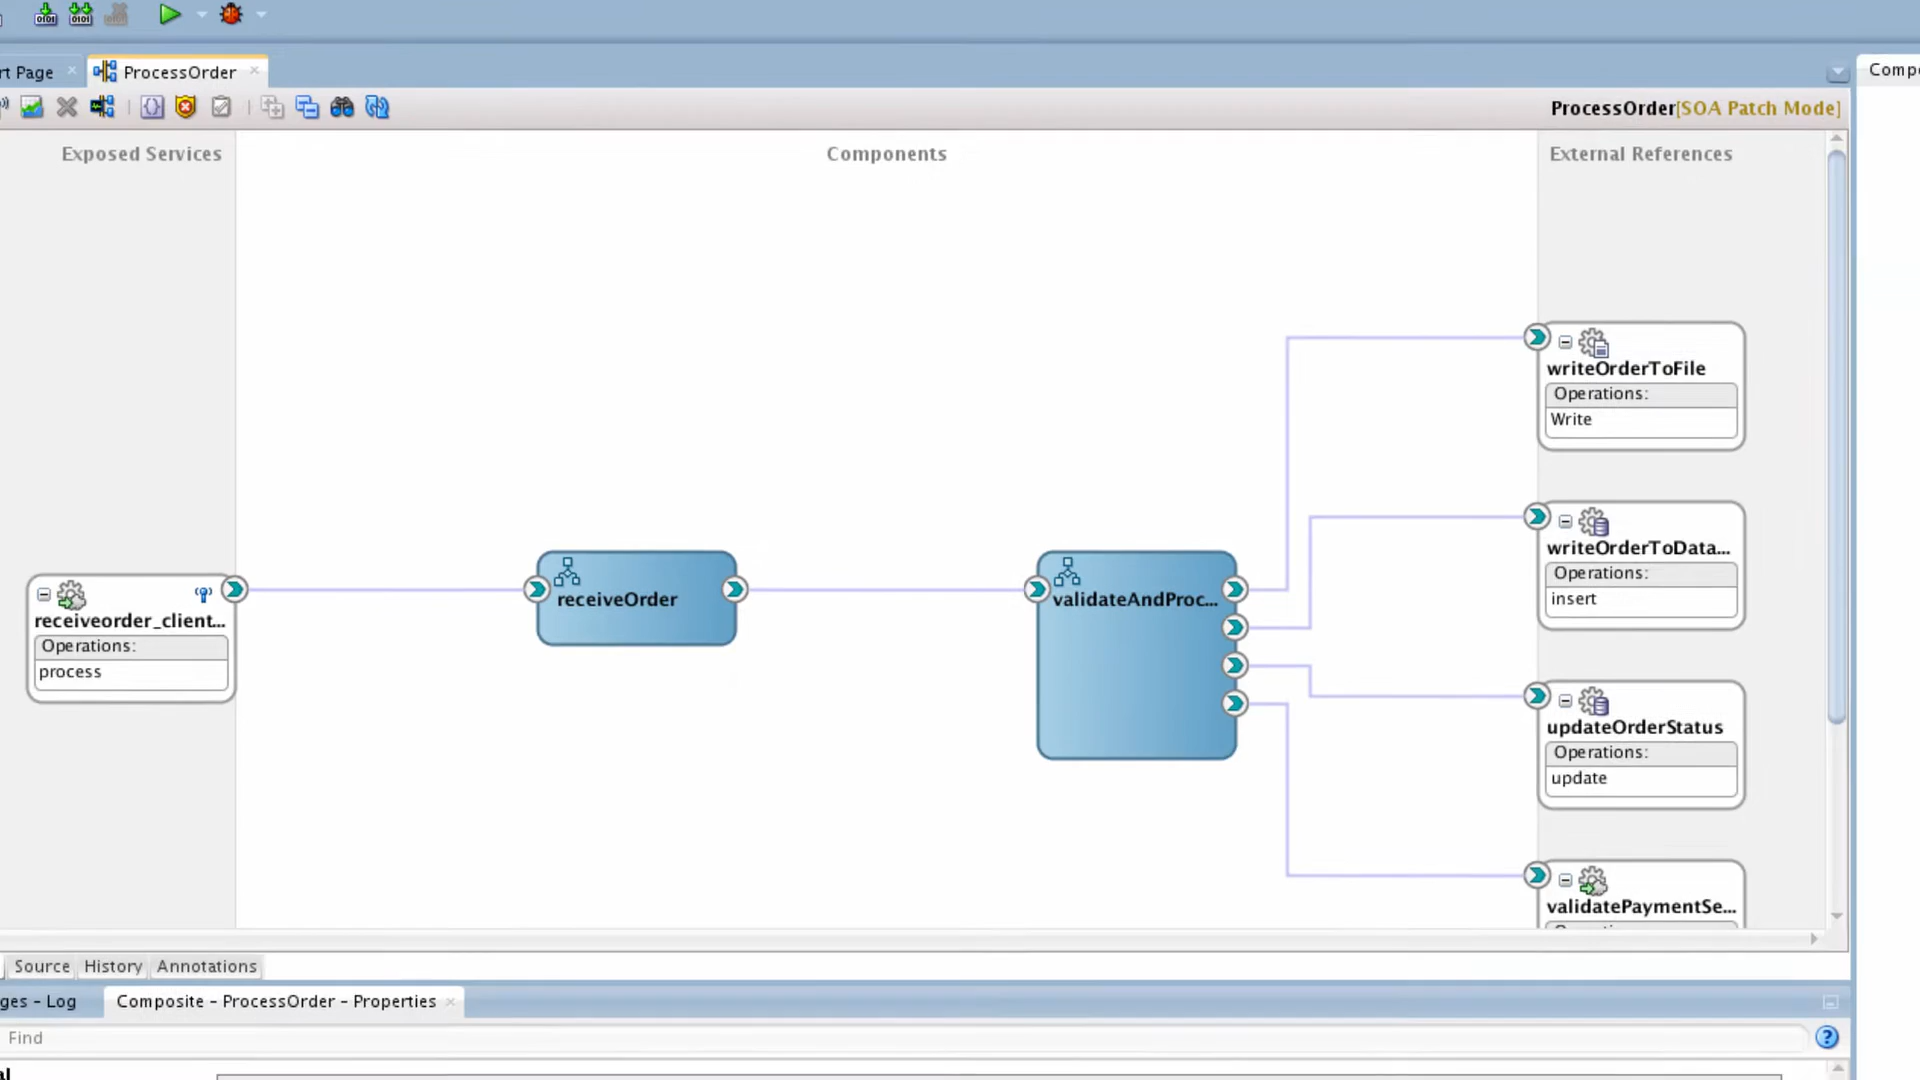 rt Page
ProcessOrder
Compo
ProcessOrder[SOA Patch Mode]
Exposed Services
Components
External References
writeOrderToFile
Operations:
Write
writeOrderToData...
Operations:
insert
receiveOrder
validateAndProc...
receiveorder_client...
Operations:
process
updateOrderStatus
Operations:
update
validatePaymentSe...
Source
History
Annotations
ges - Log
Composite - ProcessOrder - Properties
Find